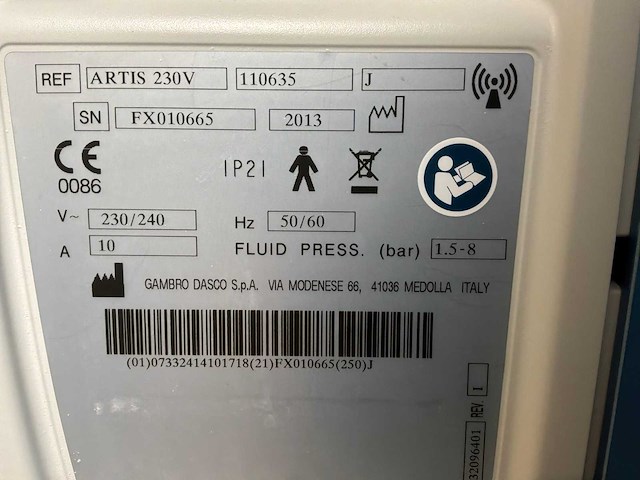 REF ARTIS 230V 110635 J
SN FX010665 2013
CE
0086
IP21
V~ 230/240 Hz 50/60
A 10 FLUID PRESS. (bar) 1.5-8
GAMBRO DASCO S.p.A. VIA MODENESE 66, 41036 MEDOLLA ITALY
(01)07332414101718(21)FX010665(250)J
32096401 REV. 1